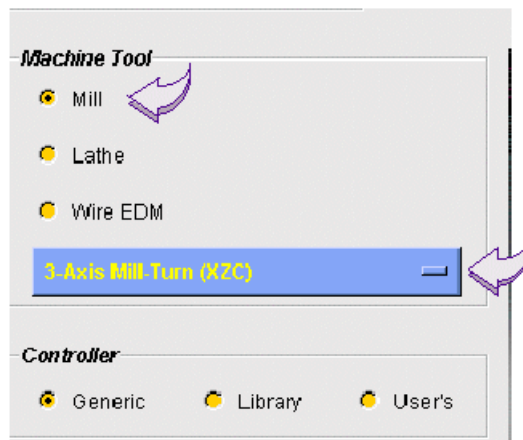 Machine Tool
Mill
Lathe
Wire EDM
3-Axis Mill-Turn (XZC)
Controller
Generic Library User's